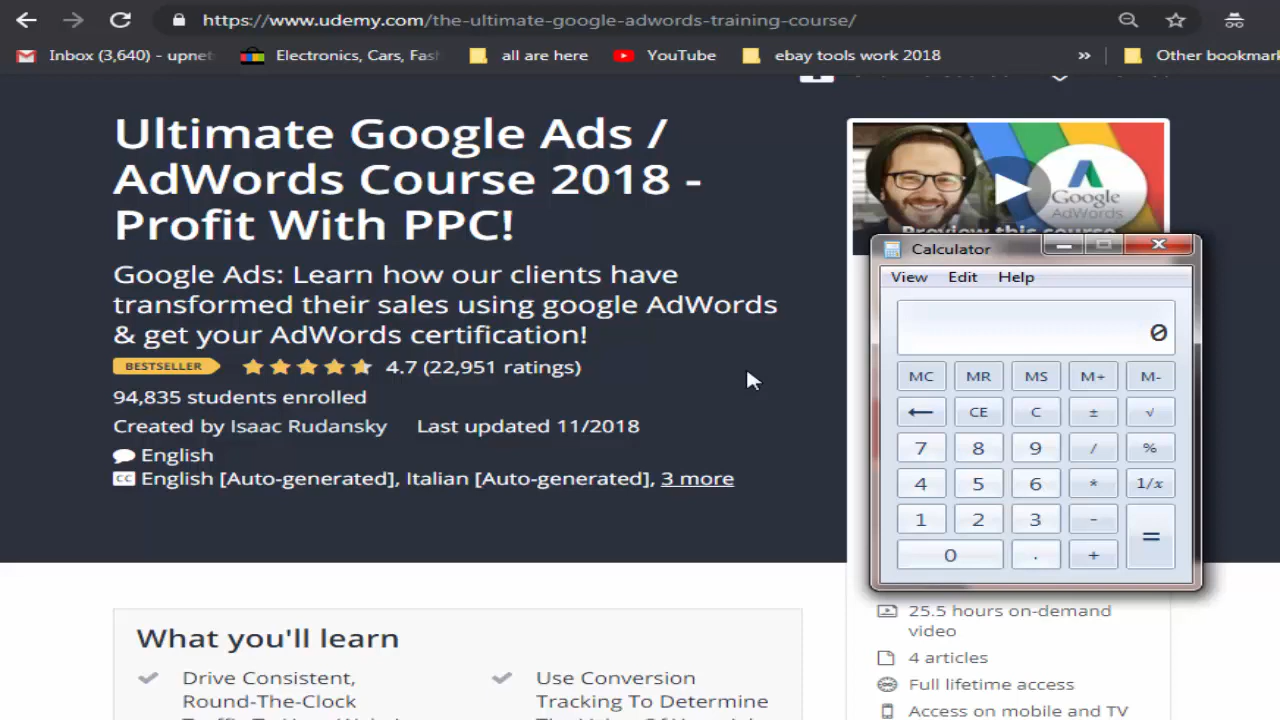 https://www.udemy.com/the-ultimate-google-adwords-training-course/
Inbox (3,640) - upnet
Electronics, Cars, Fash
all are here
YouTube
ebay tools work 2018
»
Other bookmark
Ultimate Google Ads /
AdWords Course 2018 -
Profit With PPC!
Google Ads: Learn how our clients have
transformed their sales using google AdWords
& get your AdWords certification!
BESTSELLER
4.7 (22,951 ratings)
94,835 students enrolled
Created by Isaac Rudansky Last updated 11/2018
English
CC English [Auto-generated], Italian [Auto-generated], 3 more
Google
AdWords
Preview this course
Calculator
View Edit Help
0
MC MR MS M+ M-
← CE C ± √
7 8 9 / %
4 5 6 * 1/x
1 2 3 - =
0 . +
25.5 hours on-demand
video
4 articles
Full lifetime access
Access on mobile and TV
What you'll learn
Drive Consistent,
Round-The-Clock
Use Conversion
Tracking To Determine